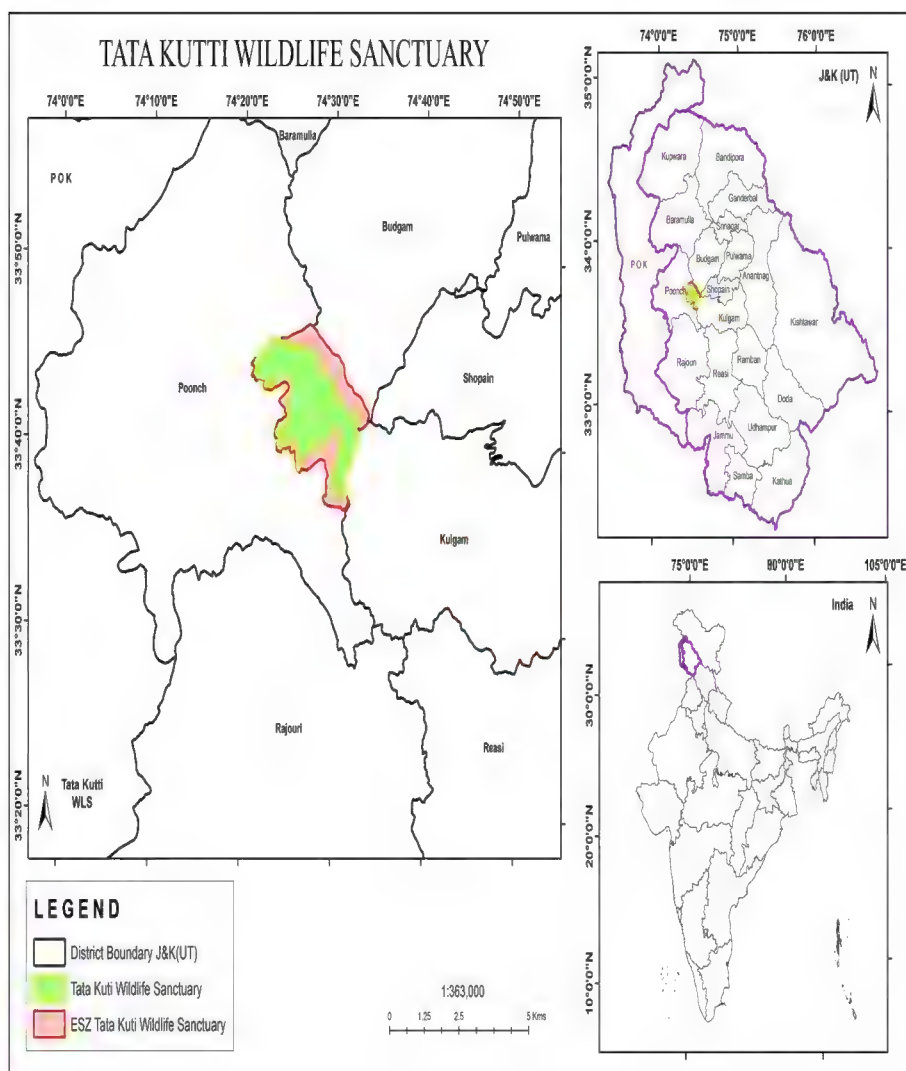 TATA KUTTI WILDLIFE SANCTUARY
74°0'0"E 74°10'0"E 74°20'0"E 74°30'0"E 74°40'0"E 74°50'0"E
33°50'0"N
33°40'0"N
33°30'0"N
33°20'0"N
Baramulla
POK
Budgam
Pulwama
Shopain
Poonch
Kulgam
Rajouri
Reasi
N
Tata Kutti
WLS
LEGEND
District Boundary J&K(UT)
Tata Kuti Wildlife Sanctuary
ESZ Tata Kuti Wildlife Sanctuary
1:363,000
0 1.25 2.5 5 Kms
74°0'0"E 75°0'0"E 76°0'0"E
35°0'0"N
34°0'0"N
33°0'0"N
J&K (UT)
N
Kupwara
Bandipora
Ganderbal
Baramulla
Srinagar
Budgam
Pulwama
POK
Anantnag
Poonch
Shopain
Kulgam
Kishtawar
Rajouri
Ramban
Reasi
Doda
Udhampur
Jammu
Samba
Kathua
75°0'0"E 90°0'0"E 105°0'0"E
30°0'0"N
20°0'0"N
10°0'0"N
India
N